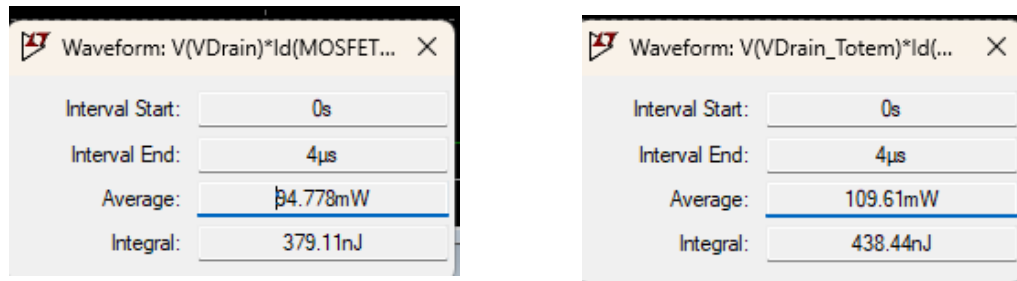 Waveform: V(VDrain)*Id(MOSFET...
Interval Start: 0s
Interval End: 4µs
Average: 94.778mW
Integral: 379.11nJ
Waveform: V(VDrain_Totem)*Id(...
Interval Start: 0s
Interval End: 4µs
Average: 109.61mW
Integral: 438.44nJ